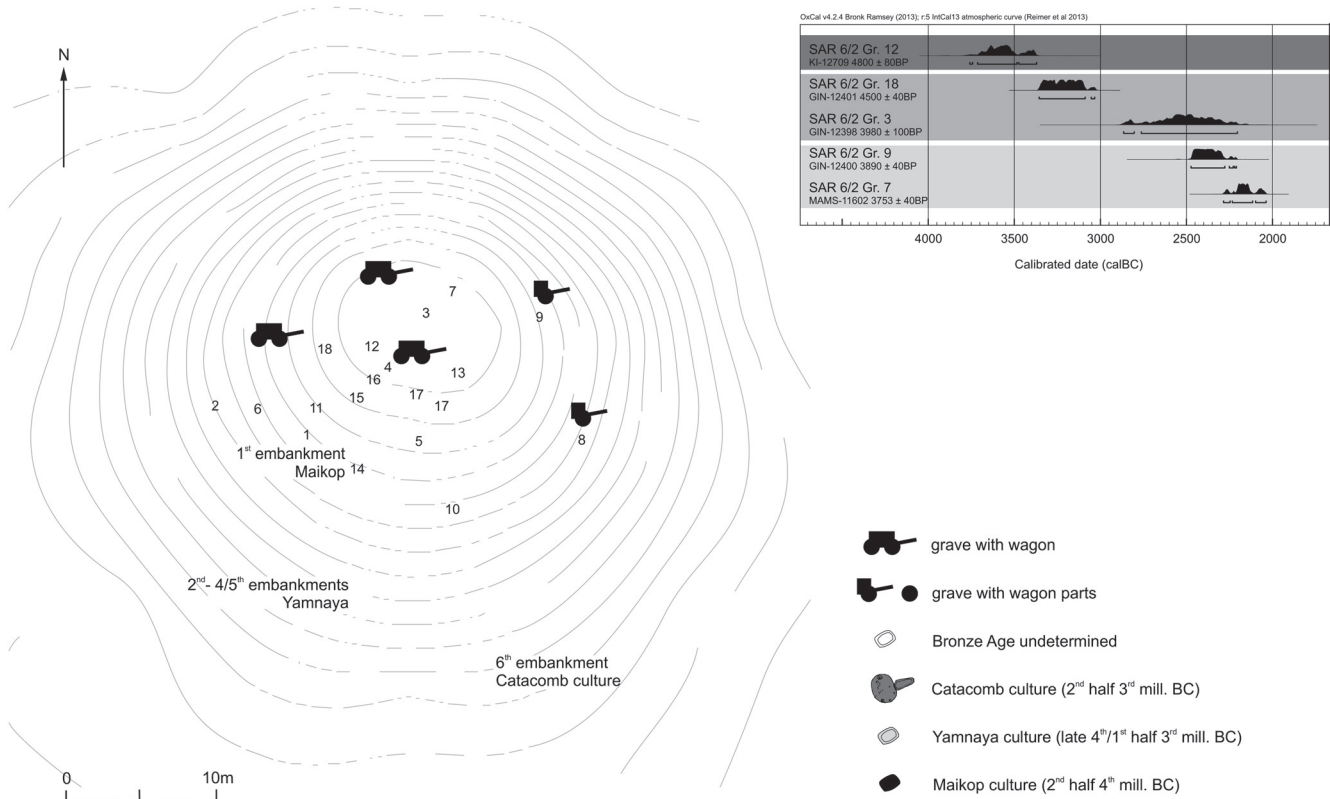 N
OxCal v4.2.4 Bronk Ramsey (2013); r:5 IntCal13 atmospheric curve (Reimer et al 2013)
SAR 6/2 Gr. 12
KI-12709 4800 ± 80BP
SAR 6/2 Gr. 18
GIN-12401 4500 ± 40BP
SAR 6/2 Gr. 3
GIN-12398 3980 ± 100BP
SAR 6/2 Gr. 9
GIN-12400 3890 ± 40BP
SAR 6/2 Gr. 7
MAMS-11602 3753 ± 40BP
4000 3500 3000 2500 2000
Calibrated date (calBC)
7
3
9
18
12
4
16
13
15
17
17
2
6
11
1
5
8
14
10
1st embankment
Maikop
2nd- 4/5th embankments
Yamnaya
6th embankment
Catacomb culture
0 10m
grave with wagon
grave with wagon parts
Bronze Age undetermined
Catacomb culture (2nd half 3rd mill. BC)
Yamnaya culture (late 4th/1st half 3rd mill. BC)
Maikop culture (2nd half 4th mill. BC)